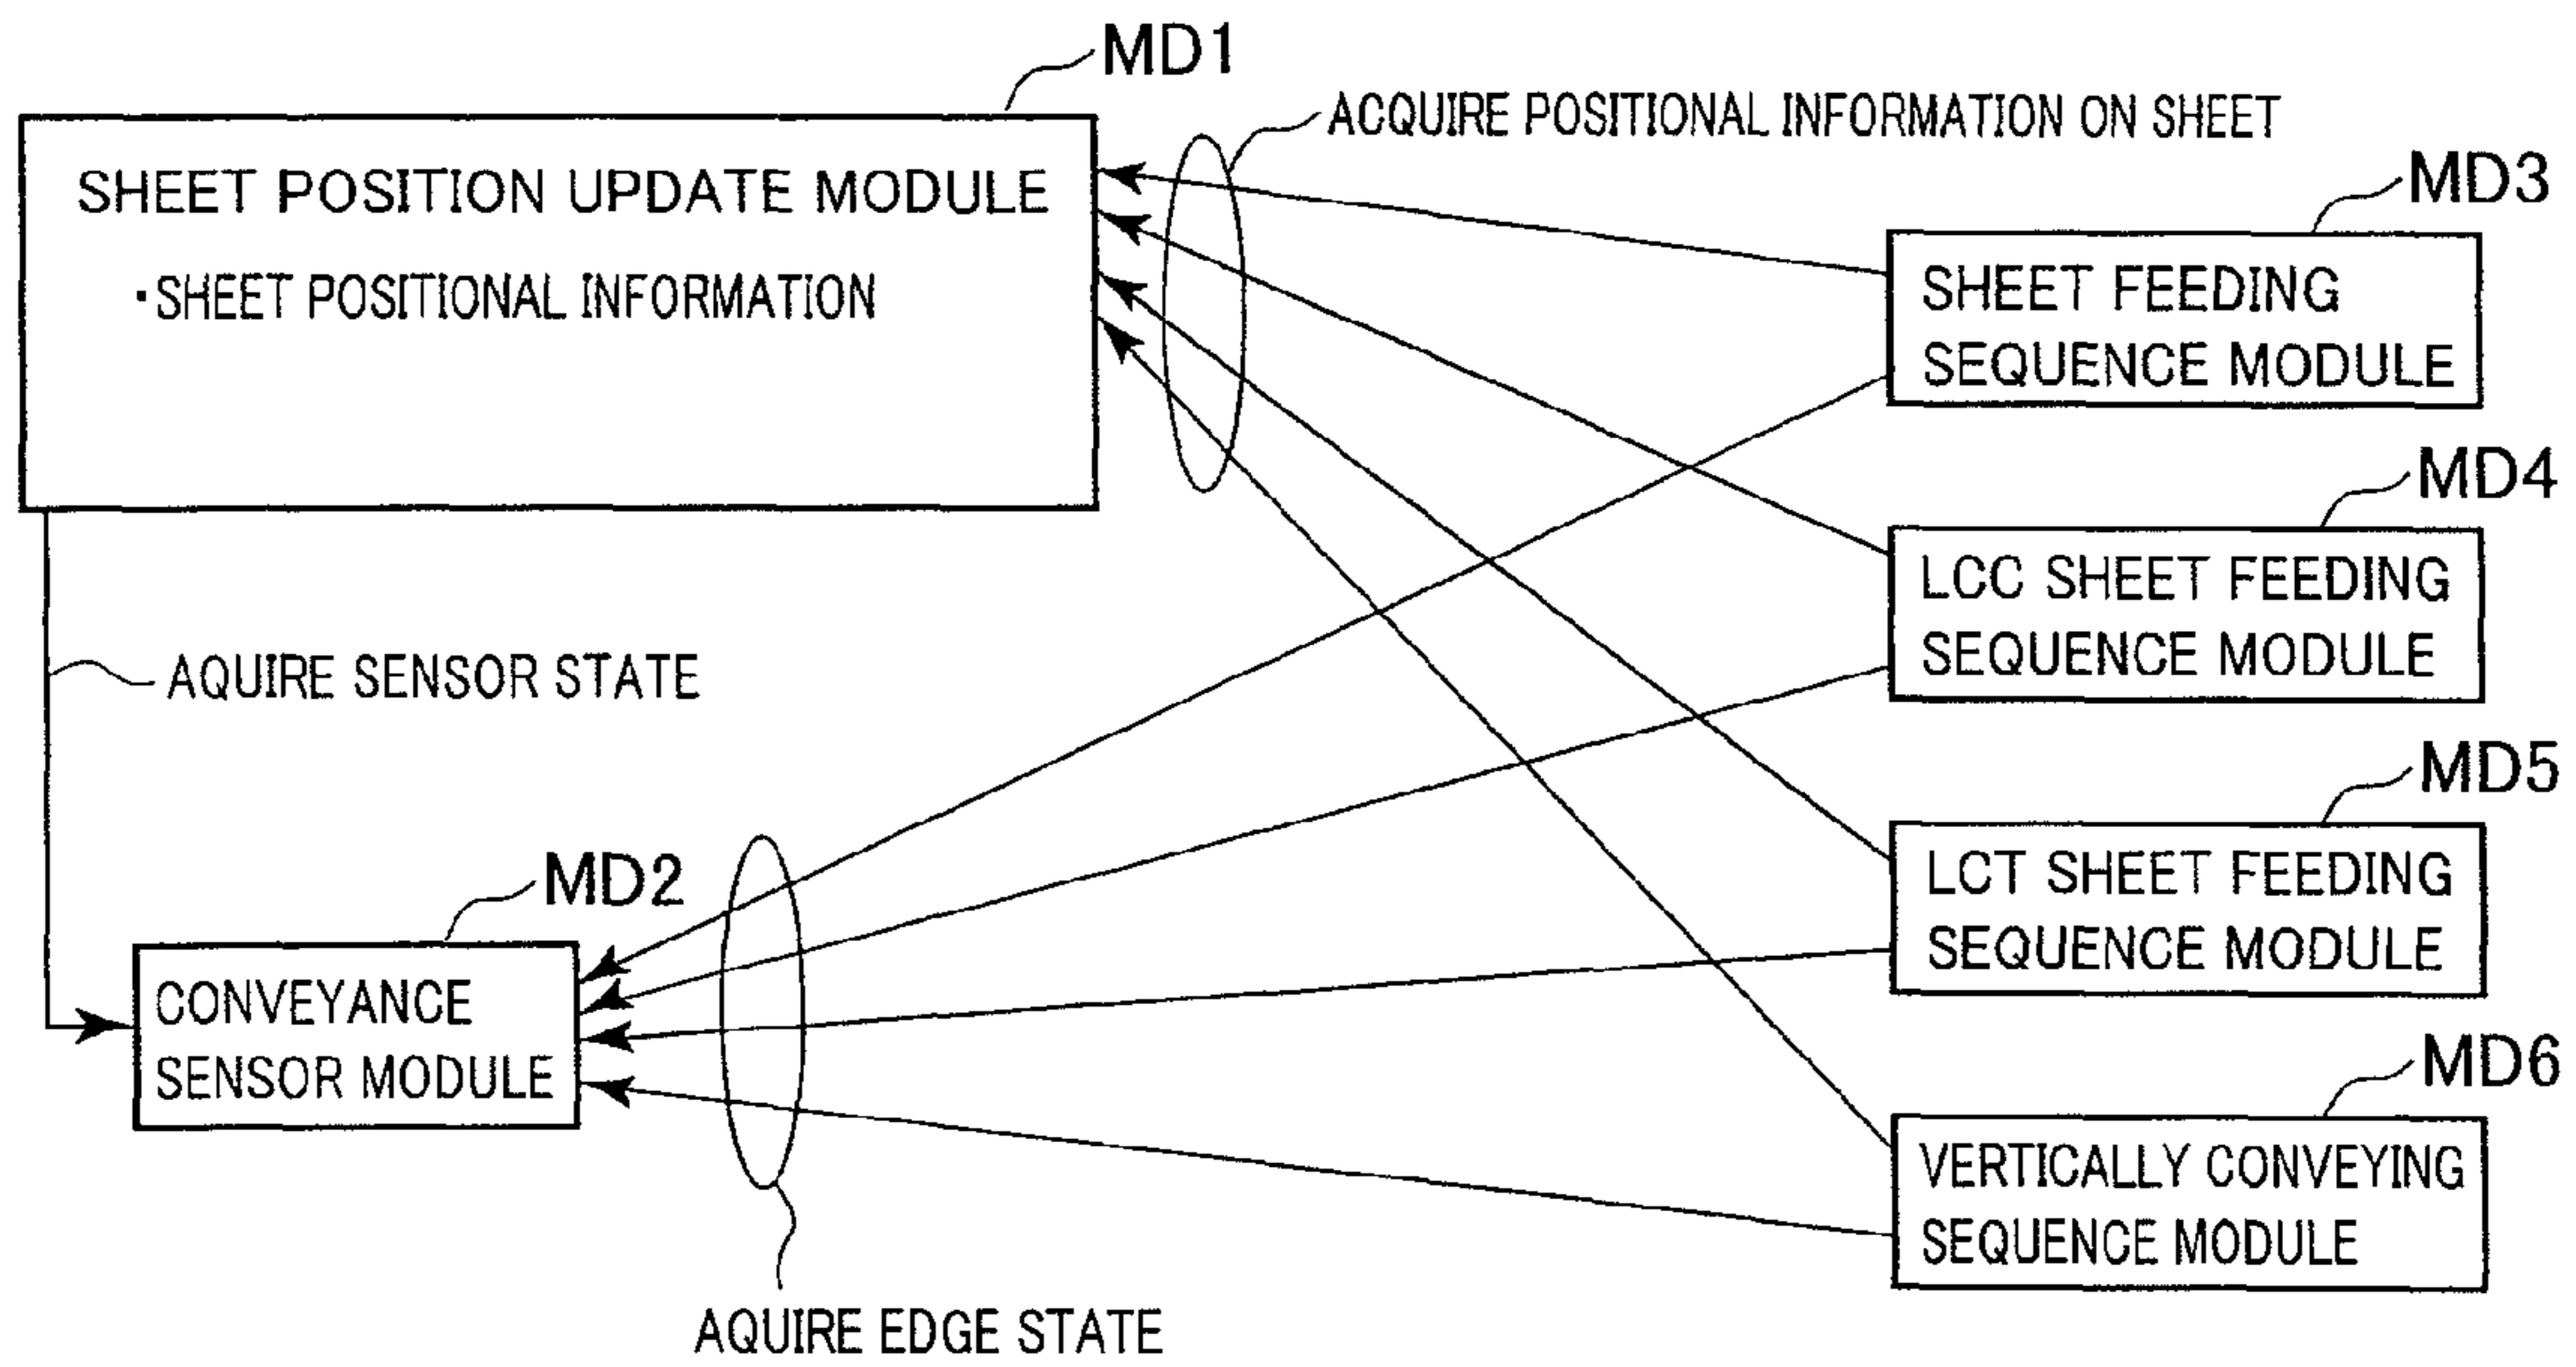 MD1
ACQUIRE POSITIONAL INFORMATION ON SHEET
SHEET POSITION UPDATE MODULE
・SHEET POSITIONAL INFORMATION
MD3
SHEET FEEDING
SEQUENCE MODULE
MD4
LCC SHEET FEEDING
SEQUENCE MODULE
AQUIRE SENSOR STATE
MD5
LCT SHEET FEEDING
SEQUENCE MODULE
MD2
CONVEYANCE
SENSOR MODULE
MD6
VERTICALLY CONVEYING
SEQUENCE MODULE
AQUIRE EDGE STATE